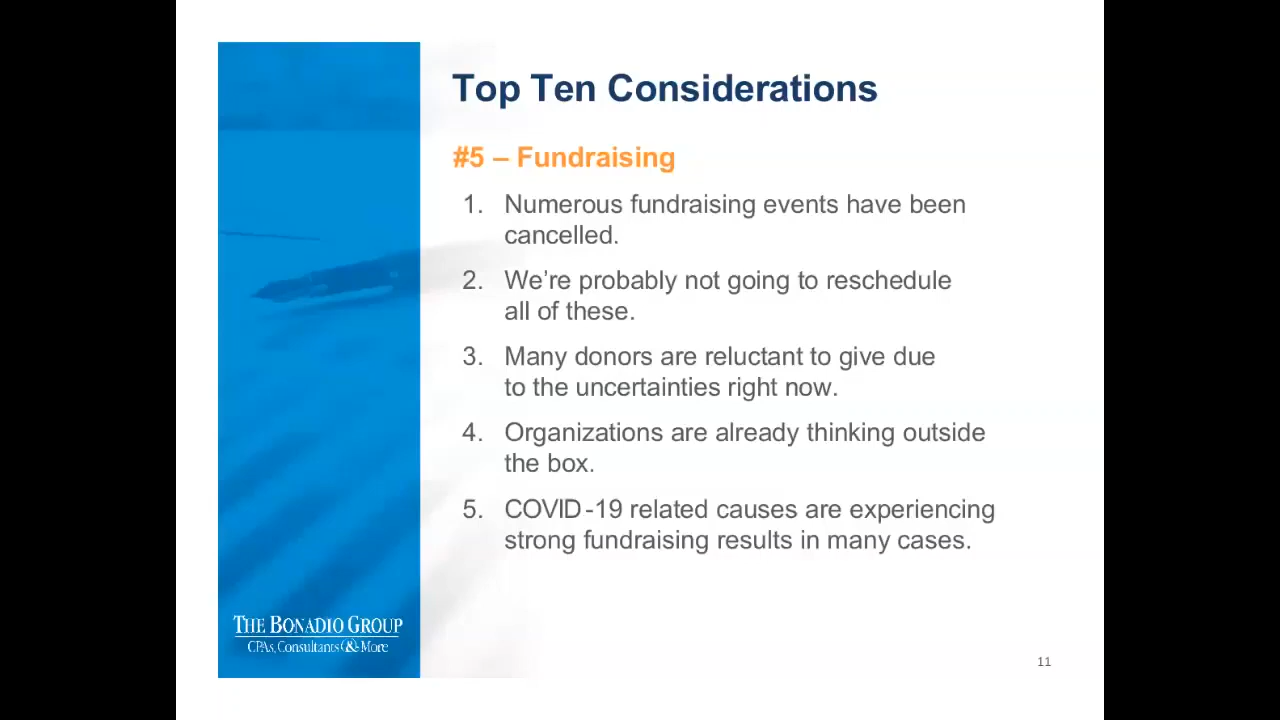 Top Ten Considerations
#5 – Fundraising
1. Numerous fundraising events have been
cancelled.
2. We're probably not going to reschedule
all of these.
3. Many donors are reluctant to give due
to the uncertainties right now.
4. Organizations are already thinking outside
the box.
5. COVID-19 related causes are experiencing
strong fundraising results in many cases.
THE BONADIO GROUP
CPAs, Consultants & More
11